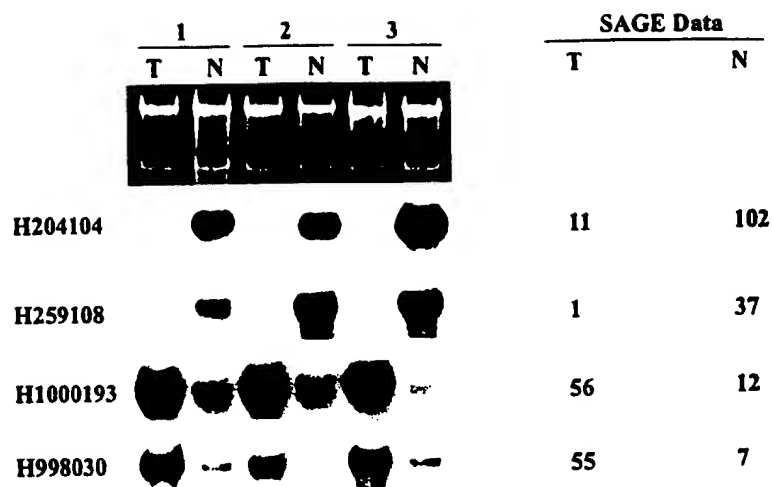 1 2 3 SAGE Data
T N T N T N T N
H204104 11 102
H259108 1 37
H1000193 56 12
H998030 55 7